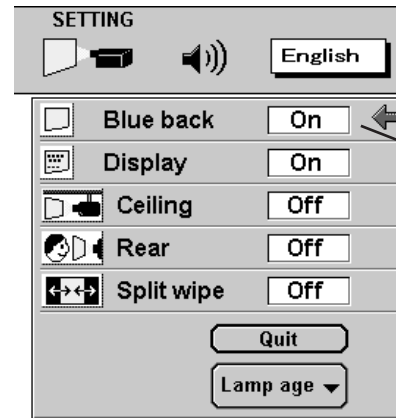 SETTING
English
Blue back On
Display On
Ceiling Off
Rear Off
Split wipe Off
Quit
Lamp age